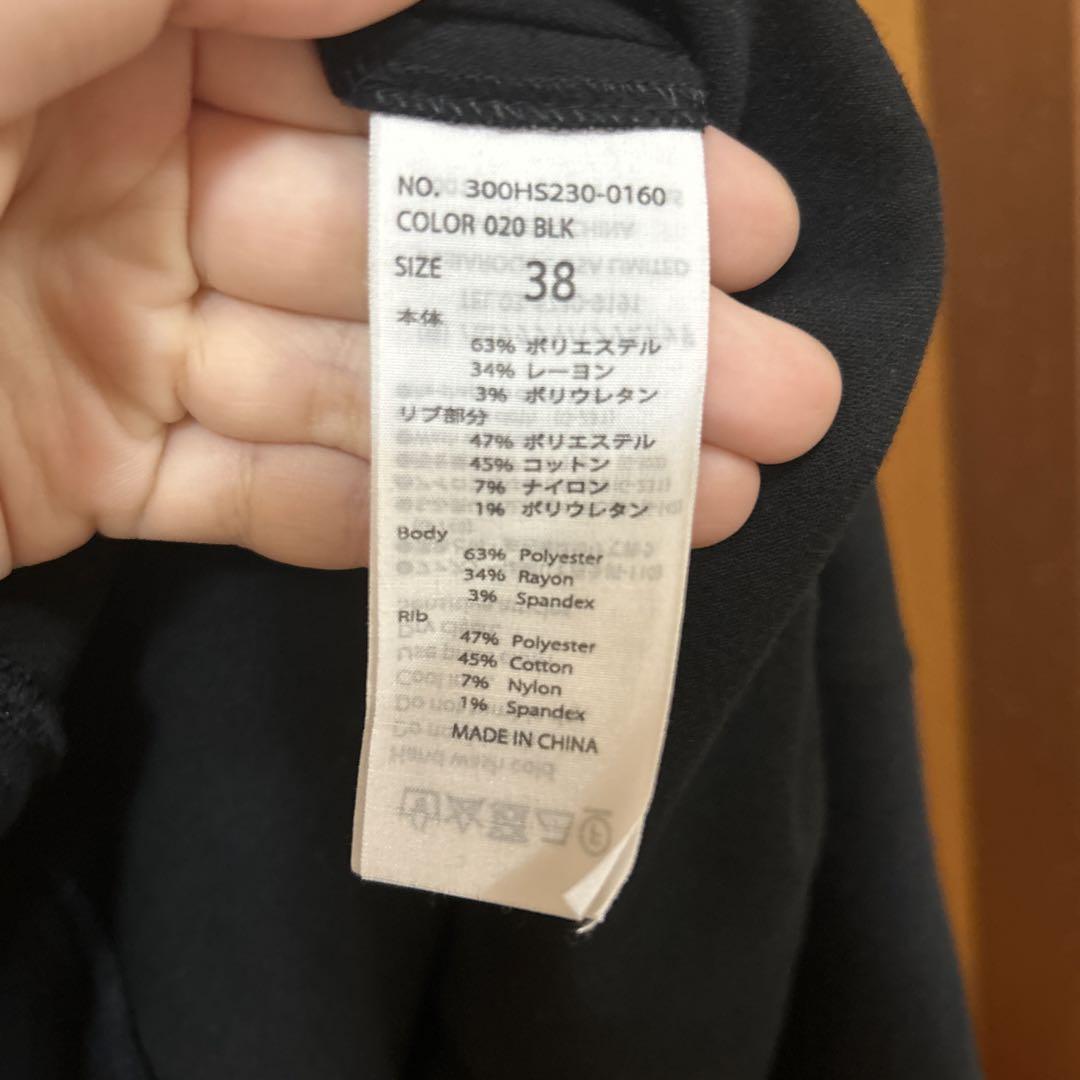 NO. 300HS230-0160
COLOR 020 BLK
SIZE 38
本体
63% ポリエステル
34% レーヨン
3% ポリウレタン
リブ部分
47% ポリエステル
45% コットン
7% ナイロン
1% ポリウレタン
Body
63% Polyester
34% Rayon
3% Spandex
Rib
47% Polyester
45% Cotton
7% Nylon
1% Spandex
MADE IN CHINA
Hand wash cold